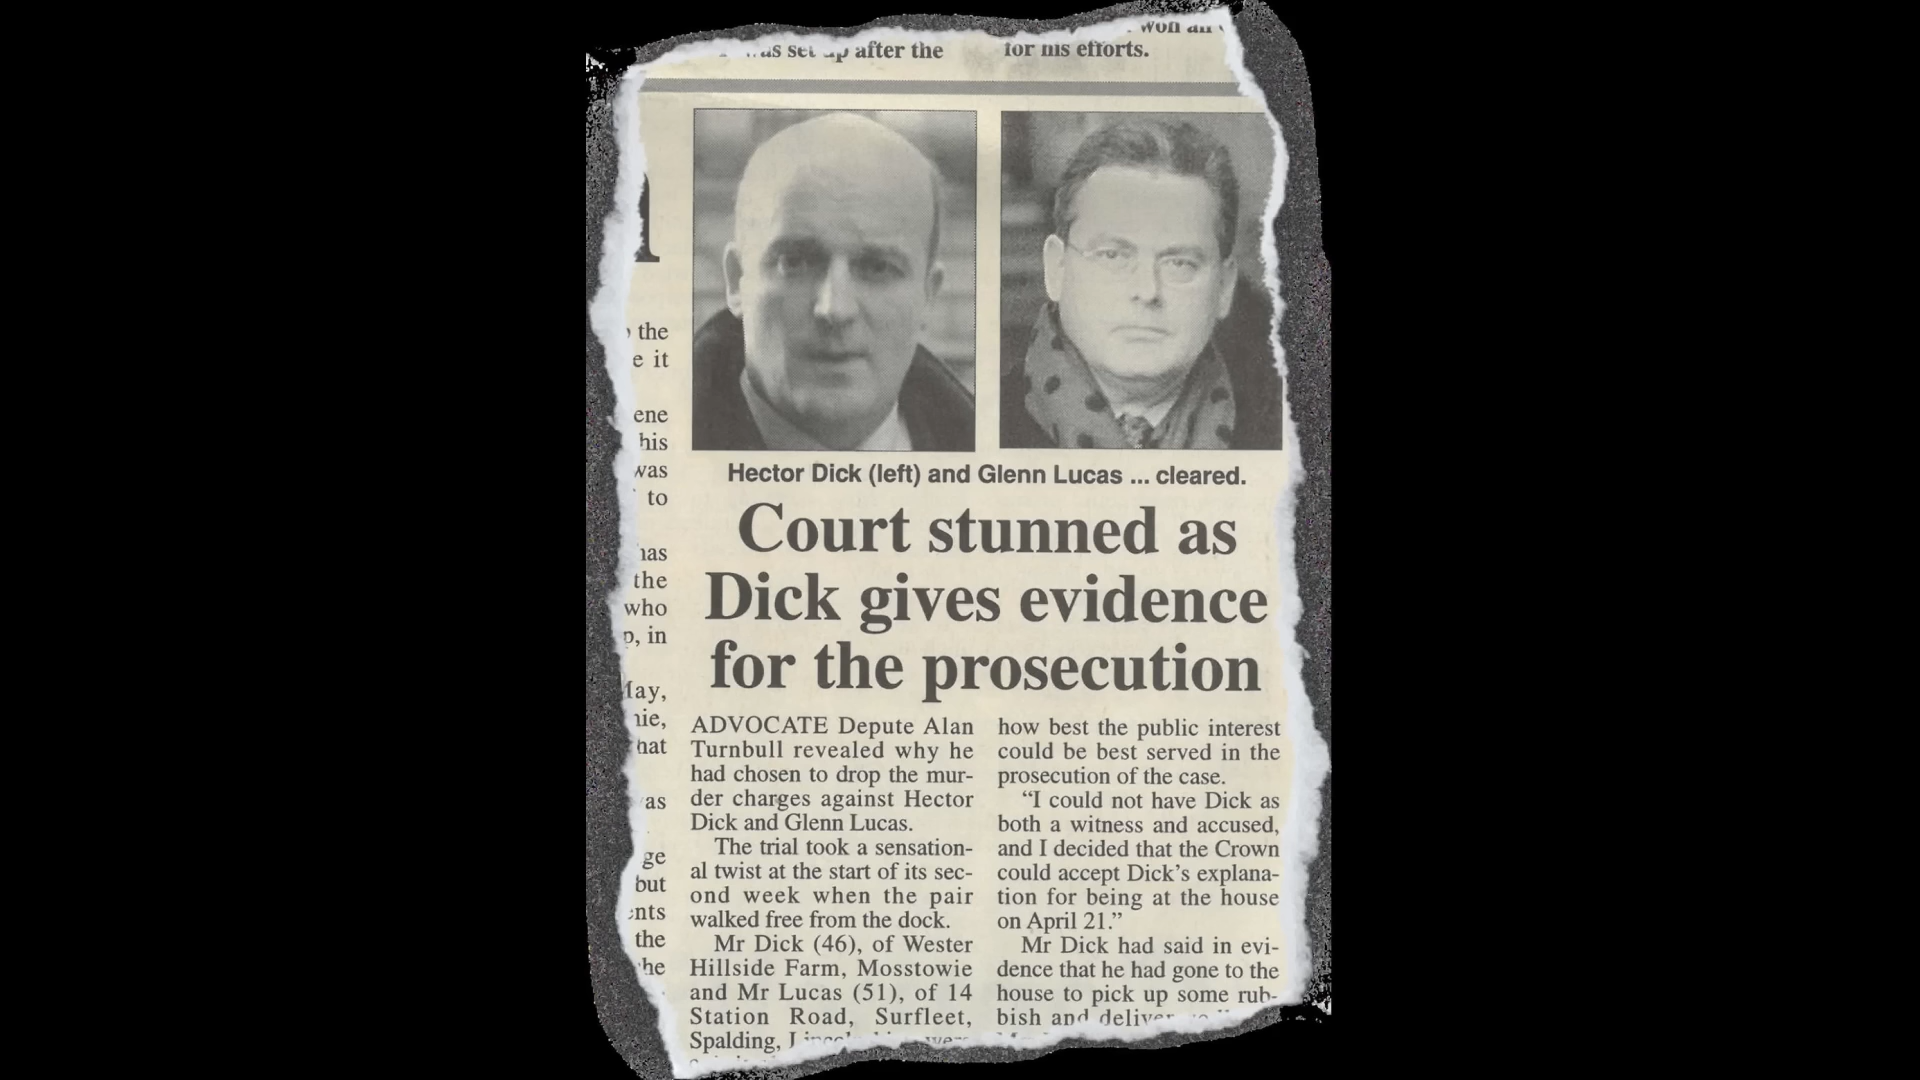 set up after the
for his efforts.
the
e it
ene
his
was
to
has
the
who
p, in
May,
hat
as
ge
but
ents
the
he
Hector Dick (left) and Glenn Lucas ... cleared.
Court stunned as
Dick gives evidence
for the prosecution
ADVOCATE Depute Alan
Turnbull revealed why he
had chosen to drop the mur-
der charges against Hector
Dick and Glenn Lucas.
The trial took a sensation-
al twist at the start of its sec-
ond week when the pair
walked free from the dock.
Mr Dick (46), of Wester
Hillside Farm, Mosstowie
and Mr Lucas (51), of 14
Station Road, Surfleet,
Spalding,
how best the public interest
could be best served in the
prosecution of the case.
“I could not have Dick as
both a witness and accused,
and I decided that the Crown
could accept Dick’s explana-
tion for being at the house
on April 21.”
Mr Dick had said in evi-
dence that he had gone to the
house to pick up some rub-
bish and deliver